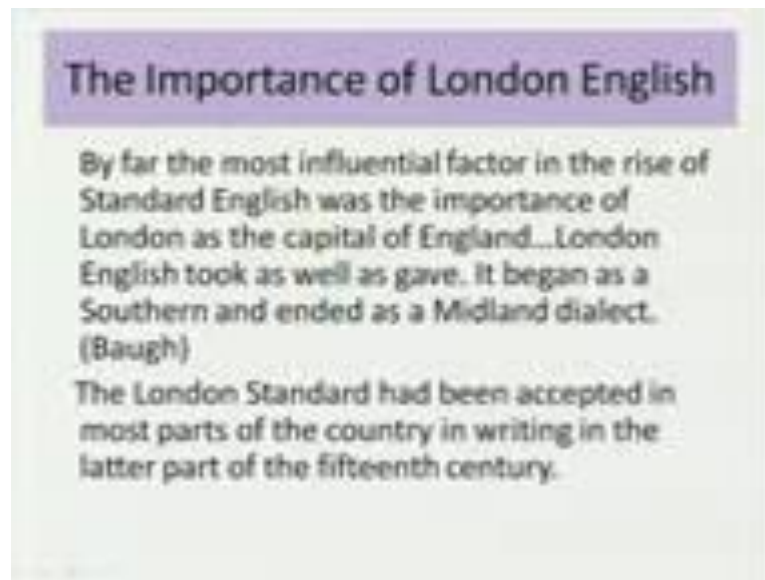 The Importance of London English
By far the most influential factor in the rise of
Standard English was the importance of
London as the capital of England...London
English took as well as gave. It began as a
Southern and ended as a Midland dialect.
(Baugh)
The London Standard had been accepted in
most parts of the country in writing in the
latter part of the fifteenth century.